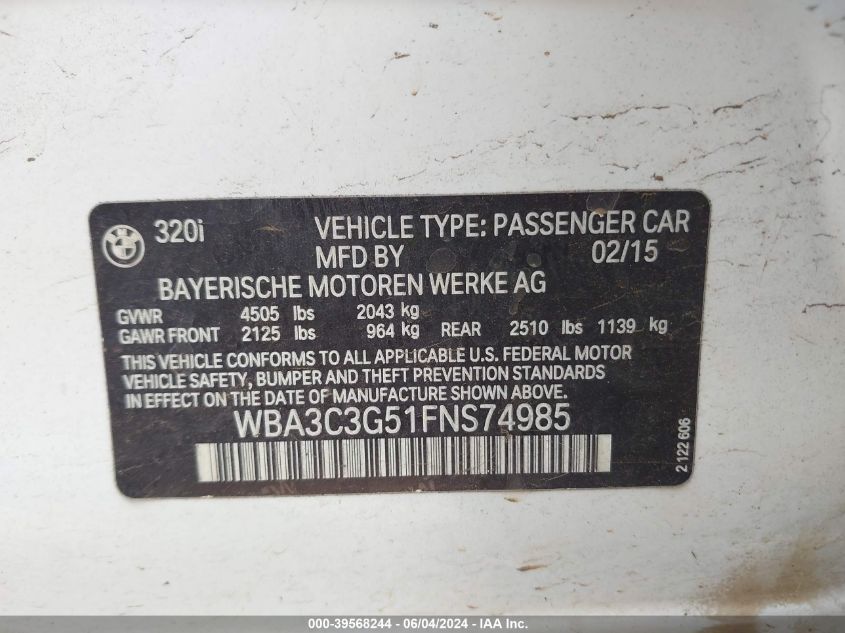 320i VEHICLE TYPE: PASSENGER CAR
MFD BY 02/15
BAYERISCHE MOTOREN WERKE AG
GVWR 4505 lbs 2043 kg
GAWR FRONT 2125 lbs 964 kg REAR 2510 lbs 1139 kg
THIS VEHICLE CONFORMS TO ALL APPLICABLE U.S. FEDERAL MOTOR
VEHICLE SAFETY, BUMPER AND THEFT PREVENTION STANDARDS
IN EFFECT ON THE DATE OF MANUFACTURE SHOWN ABOVE.
WBA3C3G51FNS74985
2 122 606
000-39568244 - 06/04/2024 - IAA Inc.